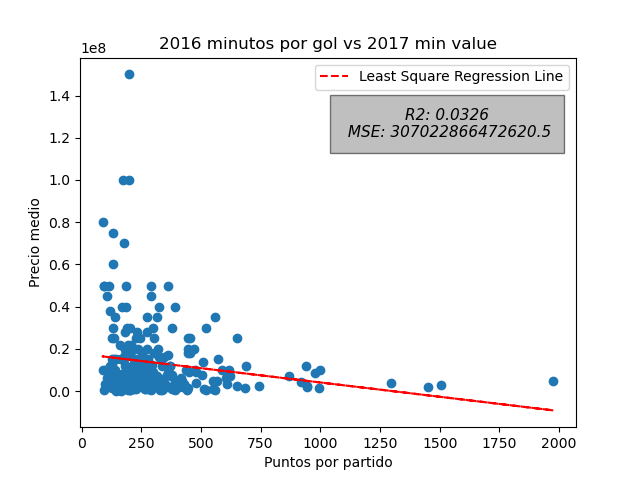 2016 minutos por gol vs 2017 min value
1e8
Least Square Regression Line
R2: 0.0326
MSE: 307022866472620.5
1.4
1.2
1.0
0.8
0.6
0.4
0.2
0.0
Precio medio
0 250 500 750 1000 1250 1500 1750 2000
Puntos por partido